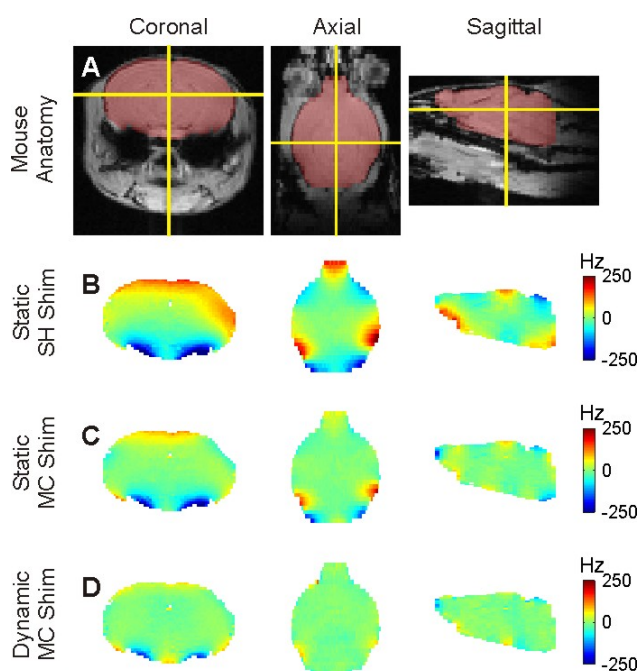 Coronal Axial Sagittal
A
Mouse
Anatomy
B
Static
SH Shim
Hz
250
0
-250
C
Static
MC Shim
Hz
250
0
-250
D
Dynamic
MC Shim
Hz
250
0
-250